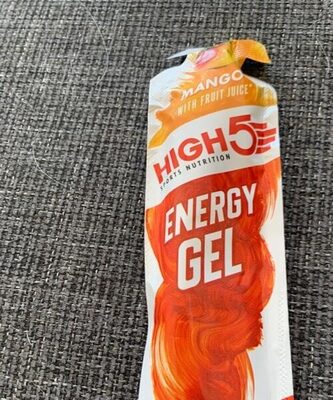 MANGO
WITH FRUIT JUICE*
HIGH5
SPORTS NUTRITION
ENERGY
GEL